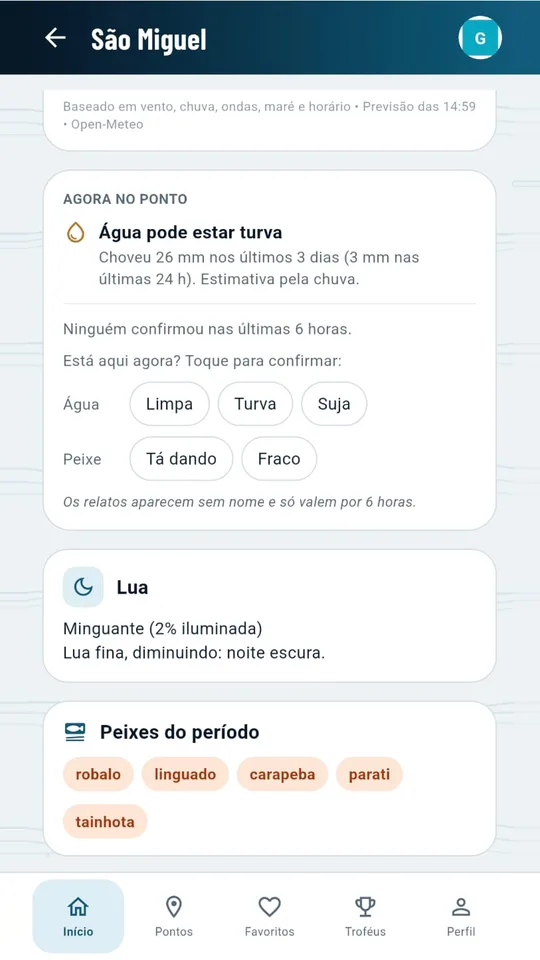 São Miguel
G
Baseado em vento, chuva, ondas, maré e horário • Previsão das 14:59
• Open-Meteo
AGORA NO PONTO
Água pode estar turva
Choveu 26 mm nos últimos 3 dias (3 mm nas
últimas 24 h). Estimativa pela chuva.
Ninguém confirmou nas últimas 6 horas.
Está aqui agora? Toque para confirmar:
Água Limpa Turva Suja
Peixe Tá dando Fraco
Os relatos aparecem sem nome e só valem por 6 horas.
Lua
Minguante (2% iluminada)
Lua fina, diminuindo: noite escura.
Peixes do período
robalo linguado carapeba parati
tainhota
Início Pontos Favoritos Troféus Perfil